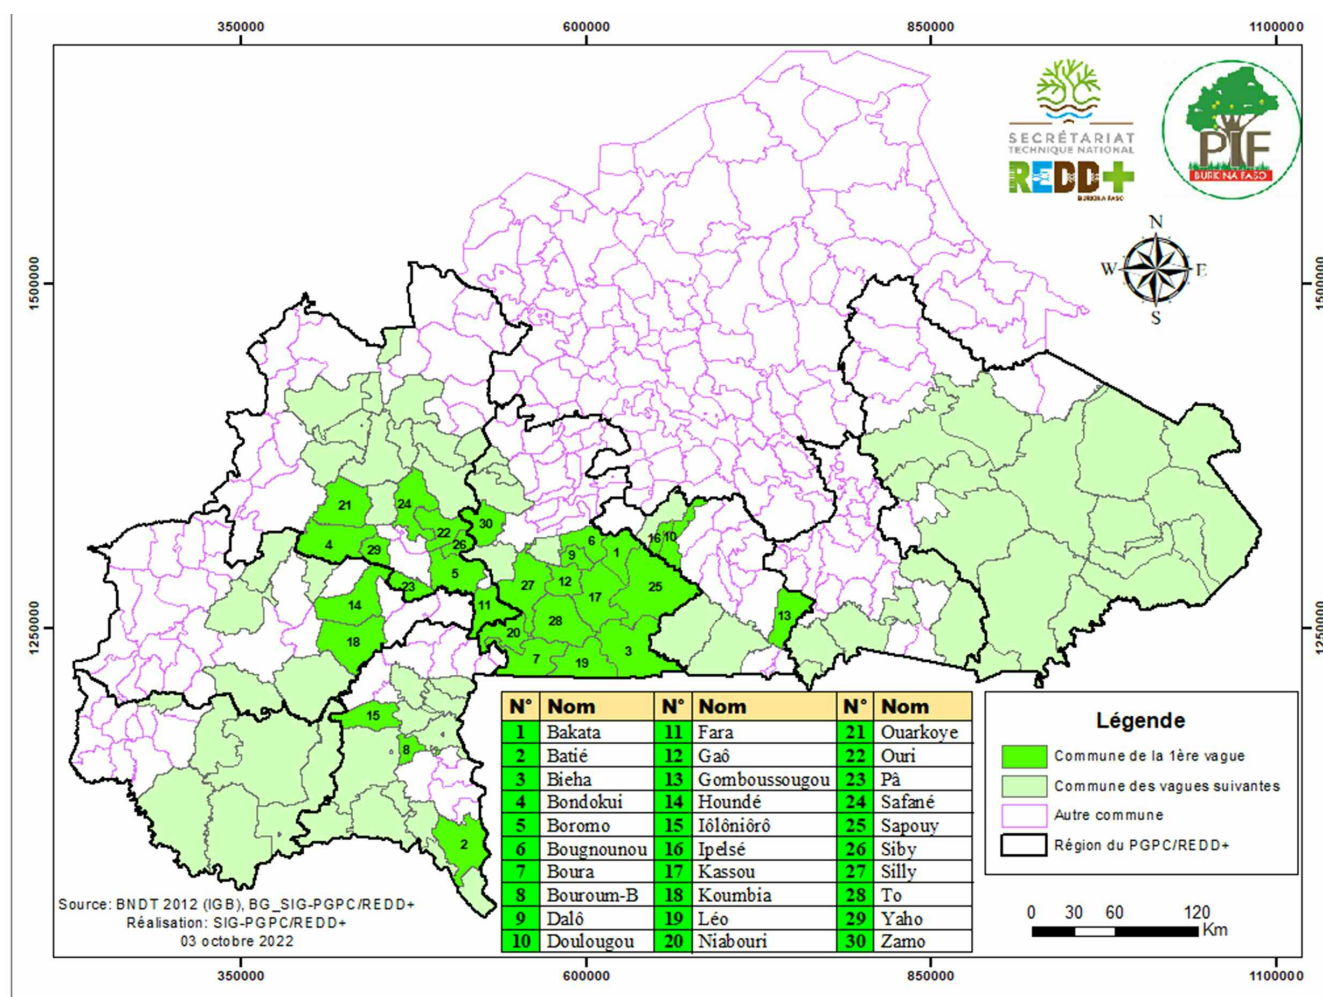 350000
600000
850000
1100000
SECRÉTARIAT
TECHNIQUE NATIONAL
REDD+
BURKINA FASO
PIF
BURKINA FASO
N
W
E
S
1500000
1500000
1250000
1250000
21
24
30
22
26
4
29
5
23
14
18
11
27
12
9
6
1
16
10
25
17
28
20
7
19
3
13
15
8
2
N° Nom N° Nom N° Nom
1 Bakata 11 Fara 21 Ouarkoye
2 Batié 12 Gaô 22 Ouri
3 Bieha 13 Gomboussougou 23 Pâ
4 Bondokui 14 Houndé 24 Safané
5 Boromo 15 Iôlôniôrô 25 Sapouy
6 Bougnounou 16 Ipelsé 26 Siby
7 Boura 17 Kassou 27 Silly
8 Bouroum-B 18 Koumbia 28 To
9 Dalô 19 Léo 29 Yaho
10 Doulougou 20 Niabouri 30 Zamo
Légende
Commune de la 1ère vague
Commune des vagues suivantes
Autre commune
Région du PGPC/REDD+
0 30 60 120
Km
Source: BNDT 2012 (IGB), BG_SIG-PGPC/REDD+
Réalisation: SIG-PGPC/REDD+
03 octobre 2022
350000
600000
850000
1100000